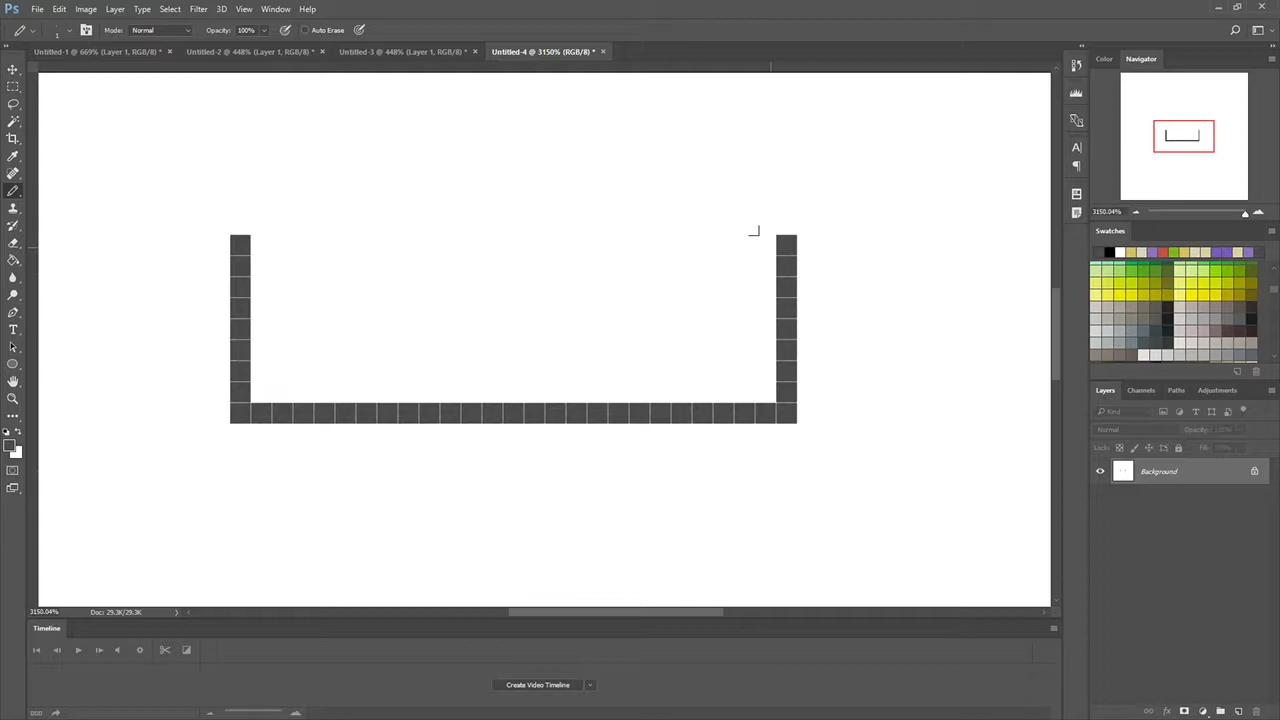 Ps File Edit Image Layer Type Select Filter 3D View Window Help
1 Mode: Normal Opacity: 100% Auto Erase
Untitled-1 @ 669% (Layer 1, RGB/8) * × Untitled-2 @ 448% (Layer 1, RGB/8) * × Untitled-3 @ 448% (Layer 1, RGB/8) * × Untitled-4 @ 3150% (RGB/8) * ×
Color Navigator
3150.04%
Swatches
Layers Channels Paths Adjustments
Kind
Normal Opacity: 100%
Lock: Fill:
Background
3150.04% Doc: 29.3K/29.3K
Timeline
Create Video Timeline